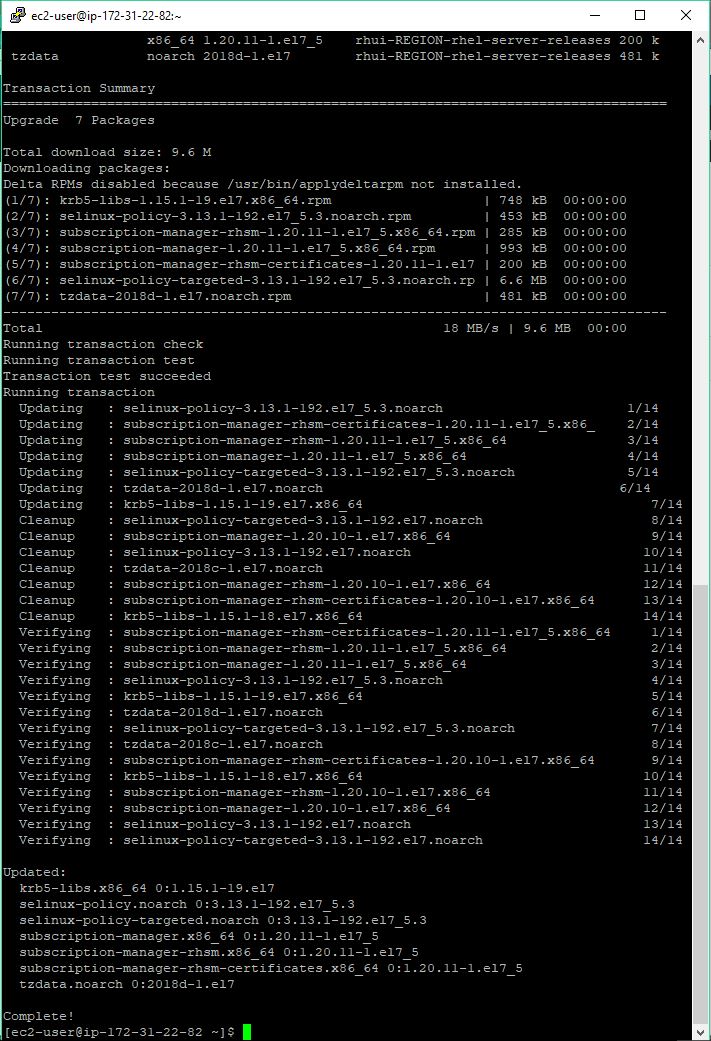 ec2-user@ip-172-31-22-82:~
x86_64 1.20.11-1.el7_5 rhui-REGION-rhel-server-releases 200 k
tzdata noarch 2018d-1.el7 rhui-REGION-rhel-server-releases 481 k
Transaction Summary
================================================================================
Upgrade 7 Packages
Total download size: 9.6 M
Downloading packages:
Delta RPMs disabled because /usr/bin/applydeltarpm not installed.
(1/7): krb5-libs-1.15.1-19.el7.x86_64.rpm | 748 kB 00:00:00
(2/7): selinux-policy-3.13.1-192.el7_5.3.noarch.rpm | 453 kB 00:00:00
(3/7): subscription-manager-rhsm-1.20.11-1.el7_5.x86_64.rpm | 285 kB 00:00:00
(4/7): subscription-manager-1.20.11-1.el7_5.x86_64.rpm | 993 kB 00:00:00
(5/7): subscription-manager-rhsm-certificates-1.20.11-1.el7 | 200 kB 00:00:00
(6/7): selinux-policy-targeted-3.13.1-192.el7_5.3.noarch.rp | 6.6 MB 00:00:00
(7/7): tzdata-2018d-1.el7.noarch.rpm | 481 kB 00:00:00
--------------------------------------------------------------------------------
Total 18 MB/s | 9.6 MB 00:00
Running transaction check
Running transaction test
Transaction test succeeded
Running transaction
Updating : selinux-policy-3.13.1-192.el7_5.3.noarch 1/14
Updating : subscription-manager-rhsm-certificates-1.20.11-1.el7_5.x86_ 2/14
Updating : subscription-manager-rhsm-1.20.11-1.el7_5.x86_64 3/14
Updating : subscription-manager-1.20.11-1.el7_5.x86_64 4/14
Updating : selinux-policy-targeted-3.13.1-192.el7_5.3.noarch 5/14
Updating : tzdata-2018d-1.el7.noarch 6/14
Updating : krb5-libs-1.15.1-19.el7.x86_64 7/14
Cleanup : selinux-policy-targeted-3.13.1-192.el7.noarch 8/14
Cleanup : subscription-manager-1.20.10-1.el7.x86_64 9/14
Cleanup : selinux-policy-3.13.1-192.el7.noarch 10/14
Cleanup : tzdata-2018c-1.el7.noarch 11/14
Cleanup : subscription-manager-rhsm-1.20.10-1.el7.x86_64 12/14
Cleanup : subscription-manager-rhsm-certificates-1.20.10-1.el7.x86_64 13/14
Cleanup : krb5-libs-1.15.1-18.el7.x86_64 14/14
Verifying : subscription-manager-rhsm-certificates-1.20.11-1.el7_5.x86_64 1/14
Verifying : subscription-manager-rhsm-1.20.11-1.el7_5.x86_64 2/14
Verifying : subscription-manager-1.20.11-1.el7_5.x86_64 3/14
Verifying : selinux-policy-3.13.1-192.el7_5.3.noarch 4/14
Verifying : krb5-libs-1.15.1-19.el7.x86_64 5/14
Verifying : tzdata-2018d-1.el7.noarch 6/14
Verifying : selinux-policy-targeted-3.13.1-192.el7_5.3.noarch 7/14
Verifying : tzdata-2018c-1.el7.noarch 8/14
Verifying : subscription-manager-rhsm-certificates-1.20.10-1.el7.x86_64 9/14
Verifying : krb5-libs-1.15.1-18.el7.x86_64 10/14
Verifying : subscription-manager-rhsm-1.20.10-1.el7.x86_64 11/14
Verifying : subscription-manager-1.20.10-1.el7.x86_64 12/14
Verifying : selinux-policy-3.13.1-192.el7.noarch 13/14
Verifying : selinux-policy-targeted-3.13.1-192.el7.noarch 14/14
Updated:
krb5-libs.x86_64 0:1.15.1-19.el7
selinux-policy.noarch 0:3.13.1-192.el7_5.3
selinux-policy-targeted.noarch 0:3.13.1-192.el7_5.3
subscription-manager.x86_64 0:1.20.11-1.el7_5
subscription-manager-rhsm.x86_64 0:1.20.11-1.el7_5
subscription-manager-rhsm-certificates.x86_64 0:1.20.11-1.el7_5
tzdata.noarch 0:2018d-1.el7
Complete!
[ec2-user@ip-172-31-22-82 ~]$